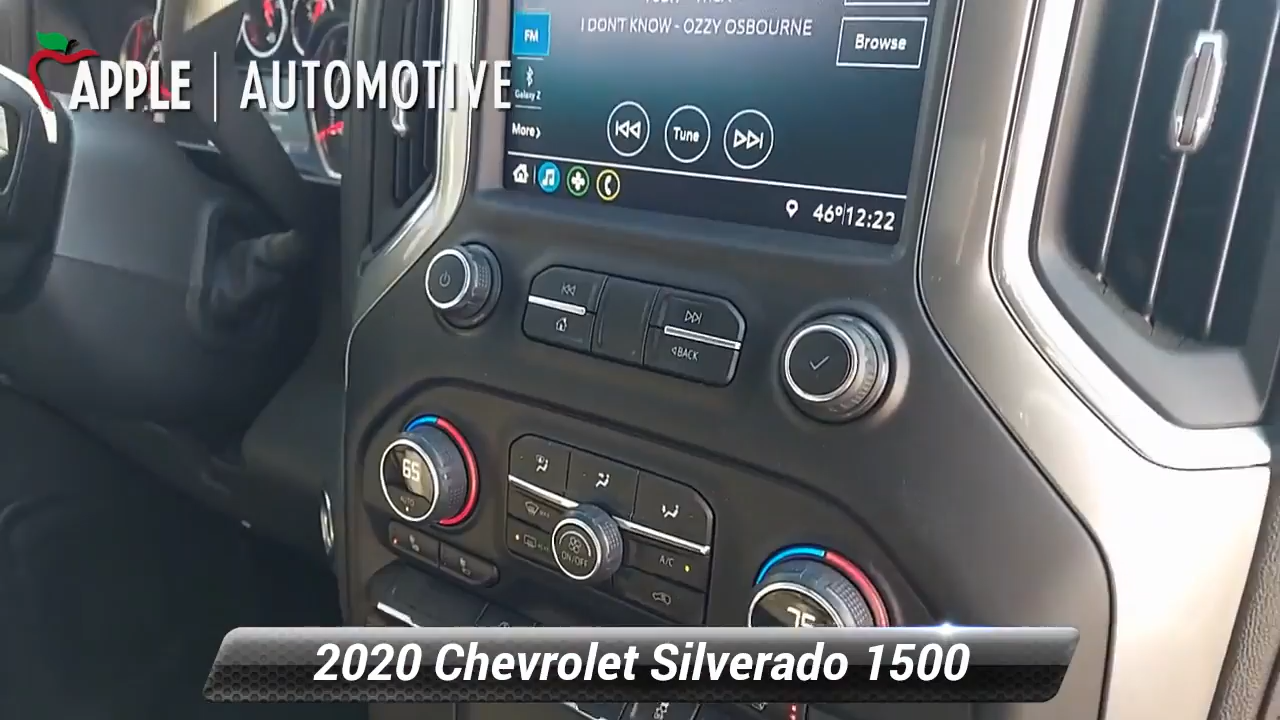 I DON'T KNOW - OZZY OSBOURNE
FM
Browse
APPLE | AUTOMOTIVE
Galaxy Z
More›
Tune
46° 12:22
BACK
65
AUTO
ON/OFF
A/C
75
2020 Chevrolet Silverado 1500